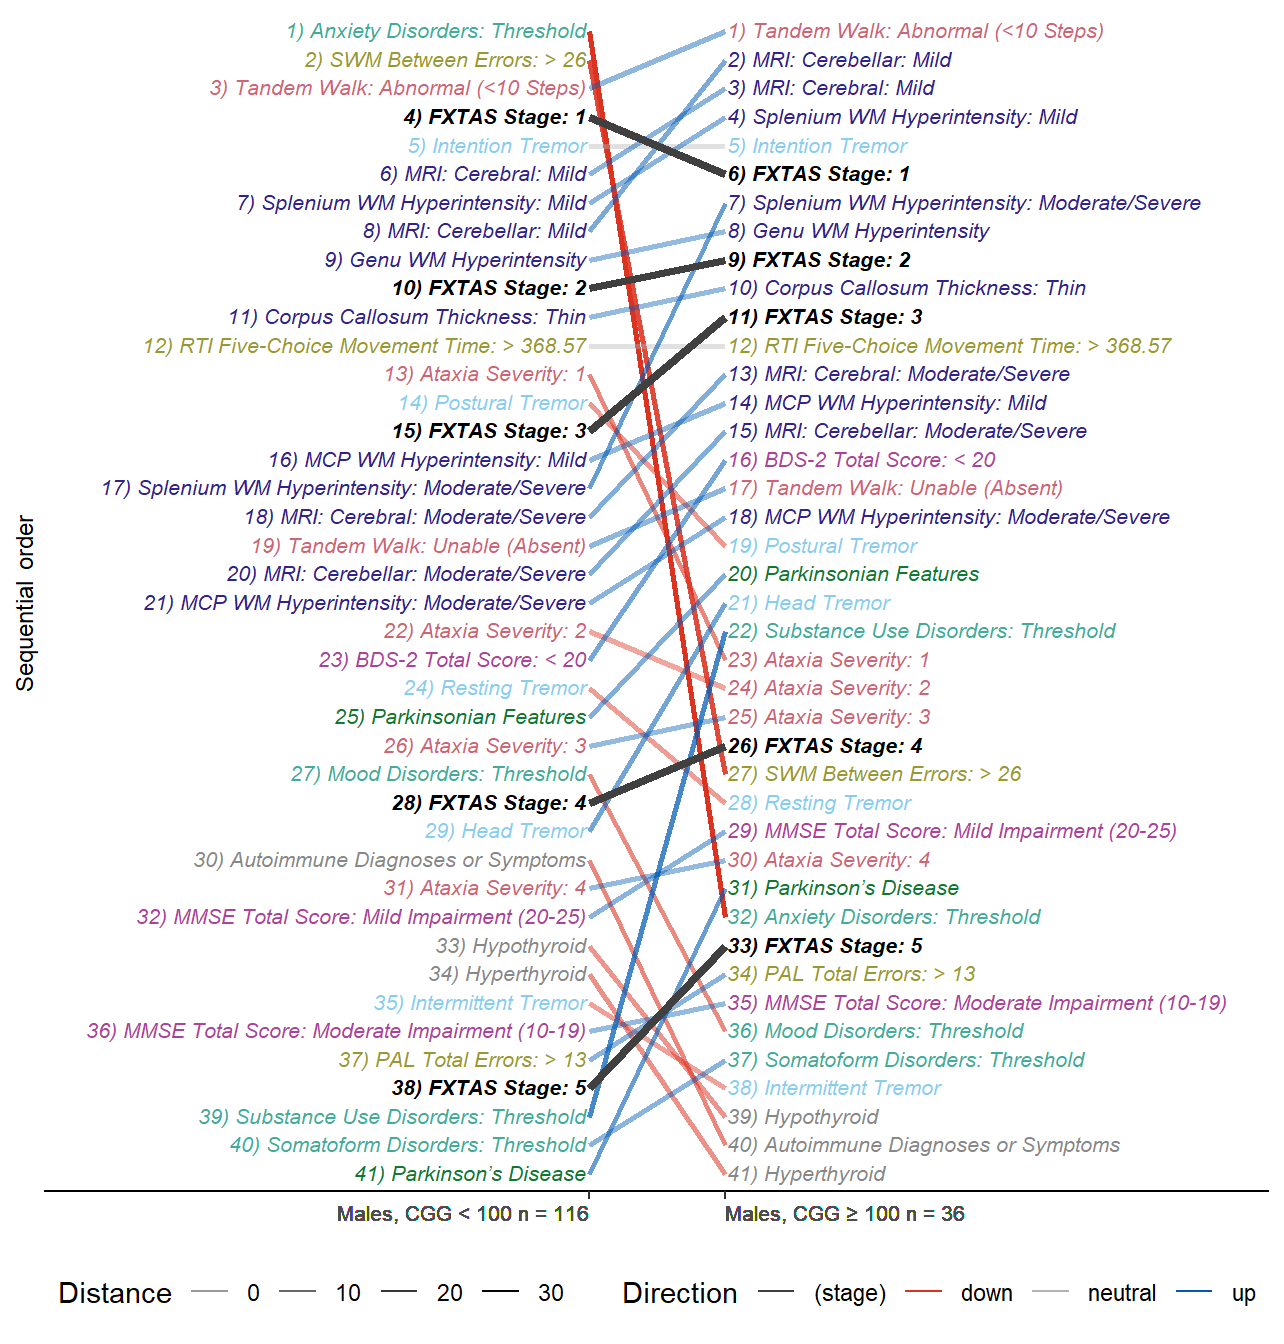 1) Anxiety Disorders: Threshold
2) SWM Between Errors: > 26
3) Tandem Walk: Abnormal (<10 Steps)
4) FXTAS Stage: 1
5) Intention Tremor
6) MRI: Cerebral: Mild
7) Splenium WM Hyperintensity: Mild
8) MRI: Cerebellar: Mild
9) Genu WM Hyperintensity
10) FXTAS Stage: 2
11) Corpus Callosum Thickness: Thin
12) RTI Five-Choice Movement Time: > 368.57
13) Ataxia Severity: 1
14) Postural Tremor
15) FXTAS Stage: 3
16) MCP WM Hyperintensity: Mild
17) Splenium WM Hyperintensity: Moderate/Severe
18) MRI: Cerebral: Moderate/Severe
19) Tandem Walk: Unable (Absent)
20) MRI: Cerebellar: Moderate/Severe
21) MCP WM Hyperintensity: Moderate/Severe
22) Ataxia Severity: 2
23) BDS-2 Total Score: < 20
24) Resting Tremor
25) Parkinsonian Features
26) Ataxia Severity: 3
27) Mood Disorders: Threshold
28) FXTAS Stage: 4
29) Head Tremor
30) Autoimmune Diagnoses or Symptoms
31) Ataxia Severity: 4
32) MMSE Total Score: Mild Impairment (20-25)
33) Hypothyroid
34) Hyperthyroid
35) Intermittent Tremor
36) MMSE Total Score: Moderate Impairment (10-19)
37) PAL Total Errors: > 13
38) FXTAS Stage: 5
39) Substance Use Disorders: Threshold
40) Somatoform Disorders: Threshold
41) Parkinson's Disease
1) Tandem Walk: Abnormal (<10 Steps)
2) MRI: Cerebellar: Mild
3) MRI: Cerebral: Mild
4) Splenium WM Hyperintensity: Mild
5) Intention Tremor
6) FXTAS Stage: 1
7) Splenium WM Hyperintensity: Moderate/Severe
8) Genu WM Hyperintensity
9) FXTAS Stage: 2
10) Corpus Callosum Thickness: Thin
11) FXTAS Stage: 3
12) RTI Five-Choice Movement Time: > 368.57
13) MRI: Cerebral: Moderate/Severe
14) MCP WM Hyperintensity: Mild
15) MRI: Cerebellar: Moderate/Severe
16) BDS-2 Total Score: < 20
17) Tandem Walk: Unable (Absent)
18) MCP WM Hyperintensity: Moderate/Severe
19) Postural Tremor
20) Parkinsonian Features
21) Head Tremor
22) Substance Use Disorders: Threshold
23) Ataxia Severity: 1
24) Ataxia Severity: 2
25) Ataxia Severity: 3
26) FXTAS Stage: 4
27) SWM Between Errors: > 26
28) Resting Tremor
29) MMSE Total Score: Mild Impairment (20-25)
30) Ataxia Severity: 4
31) Parkinson's Disease
32) Anxiety Disorders: Threshold
33) FXTAS Stage: 5
34) PAL Total Errors: > 13
35) MMSE Total Score: Moderate Impairment (10-19)
36) Mood Disorders: Threshold
37) Somatoform Disorders: Threshold
38) Intermittent Tremor
39) Hypothyroid
40) Autoimmune Diagnoses or Symptoms
41) Hyperthyroid
Sequential order
Males, CGG < 100 n = 116
Males, CGG ≥ 100 n = 36
Distance 0 10 20 30
Direction (stage) down neutral up